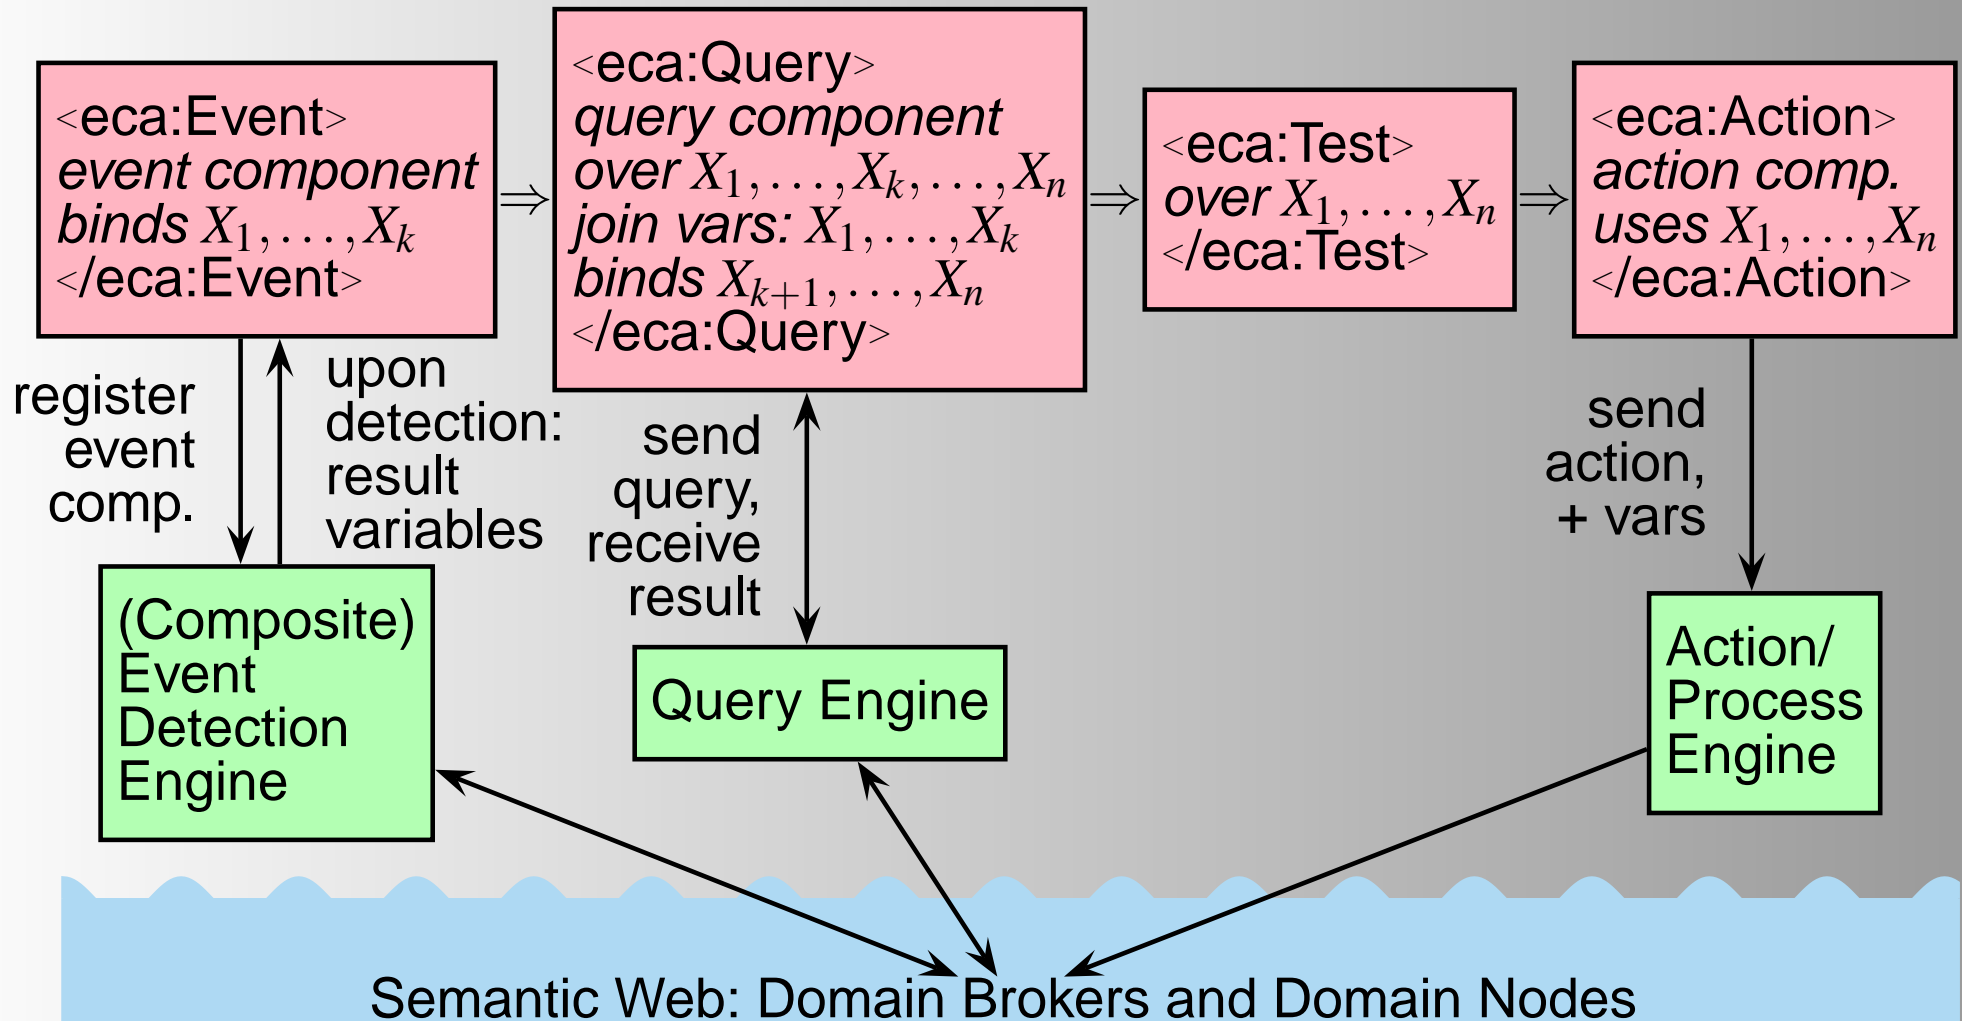 <eca:Event>
event component
binds X₁,...,Xₖ
</eca:Event>
⇒
<eca:Query>
query component
over X₁,...,Xₖ,...,Xₙ
join vars: X₁,...,Xₖ
binds Xₖ₊₁,...,Xₙ
</eca:Query>
⇒
<eca:Test>
over X₁,...,Xₙ
</eca:Test>
⇒
<eca:Action>
action comp.
uses X₁,...,Xₙ
</eca:Action>
register
event
comp.
upon
detection:
result
variables
send
query,
receive
result
send
action,
+ vars
(Composite)
Event
Detection
Engine
Query Engine
Action/
Process
Engine
Semantic Web: Domain Brokers and Domain Nodes